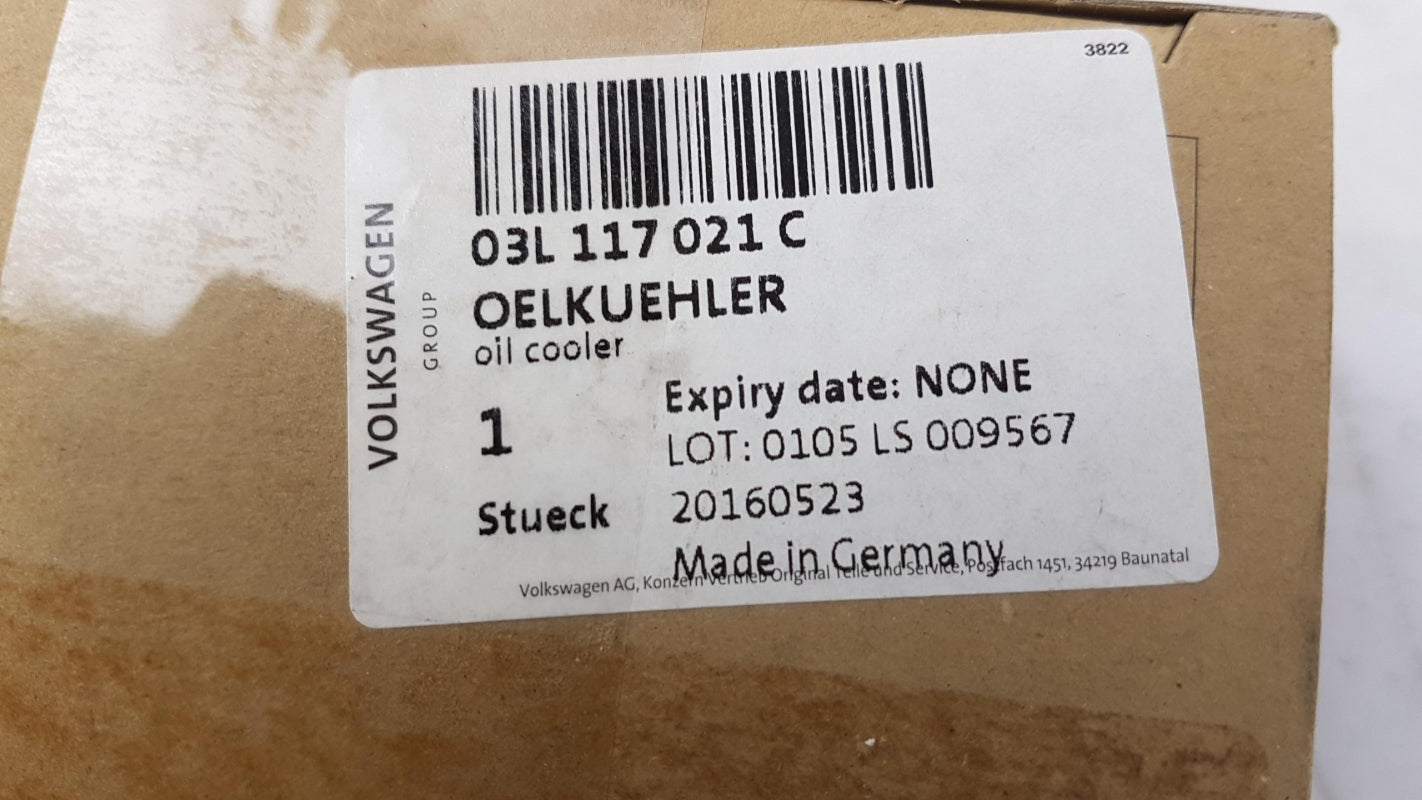 3822
VOLKSWAGEN
GROUP
03L 117 021 C
OELKUEHLER
oil cooler
1
Stueck
Expiry date: NONE
LOT: 0105 LS 009567
20160523
Made in Germany
Volkswagen AG, Konzern Vertrieb Original Teile und Service, Postfach 1451, 34219 Baunatal